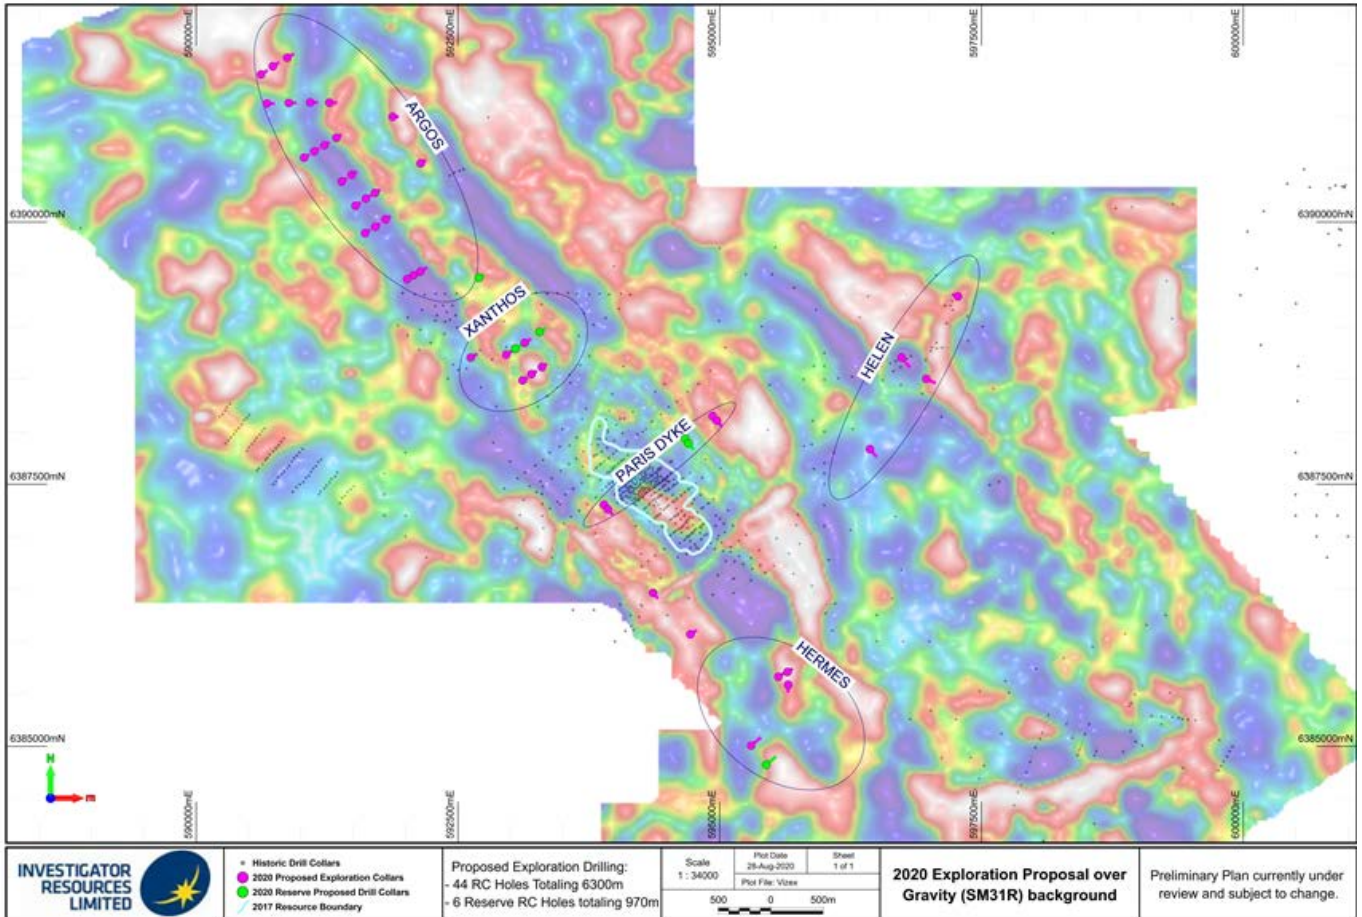 590000mE
592500mE
595000mE
597500mE
600000mE
ARGOS
6390000mN
6390000mN
XANTHOS
HELEN
PARIS DYKE
6387500mN
6387500mN
HERMES
6385000mN
6385000mN
N
590000mE
592500mE
595000mE
597500mE
600000mE
INVESTIGATOR
RESOURCES
LIMITED
Historic Drill Collars
2020 Proposed Exploration Collars
2020 Reserve Proposed Drill Collars
2017 Resource Boundary
Proposed Exploration Drilling:
- 44 RC Holes Totaling 6300m
- 6 Reserve RC Holes totaling 970m
Scale
1 : 34000
Plot Date
28-Aug-2020
Sheet
1 of 1
Plot File: Vizex
500
0
500m
2020 Exploration Proposal over
Gravity (SM31R) background
Preliminary Plan currently under
review and subject to change.